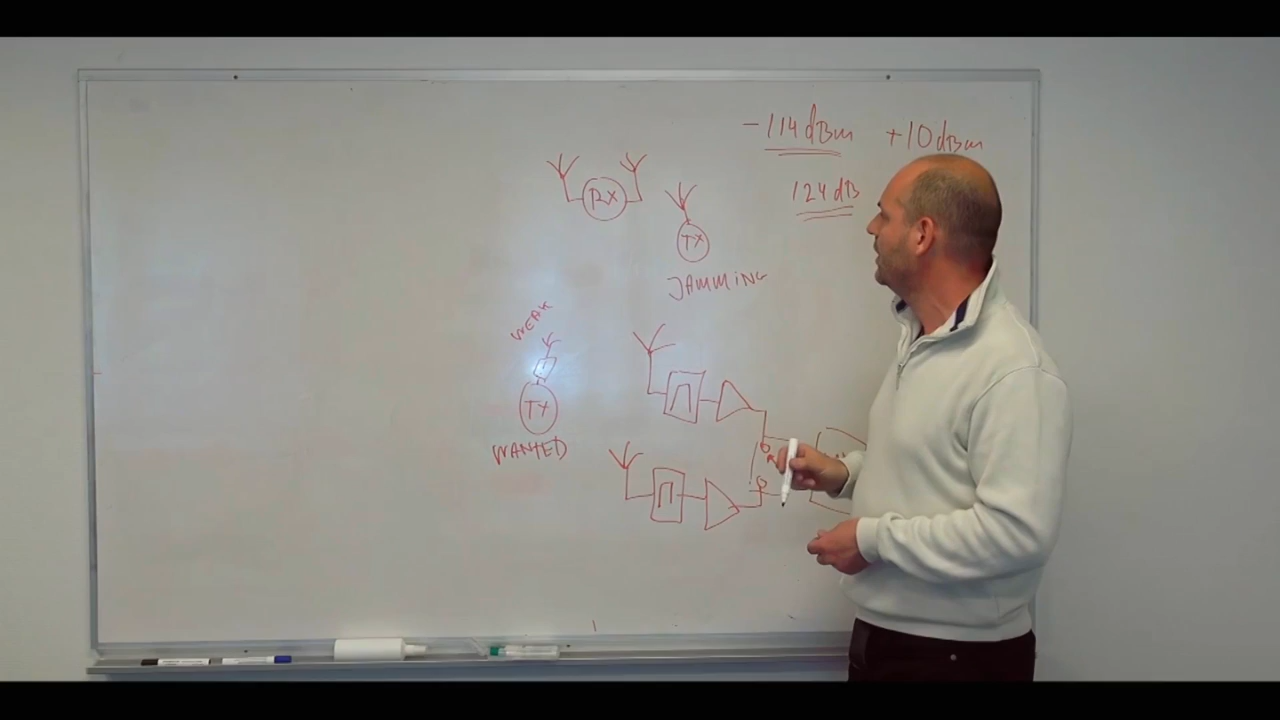 -114 dBm +10 dBm
124 dB
RX
TX
JAMMING
WEAK
TX
WANTED